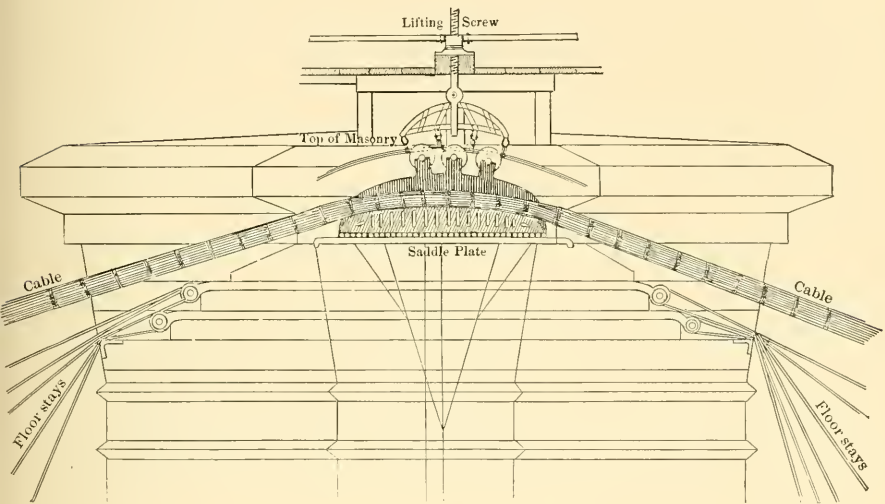 Lifting Screw
Top of Masonry
Saddle Plate
Cable
Cable
Floor stays
Floor stays